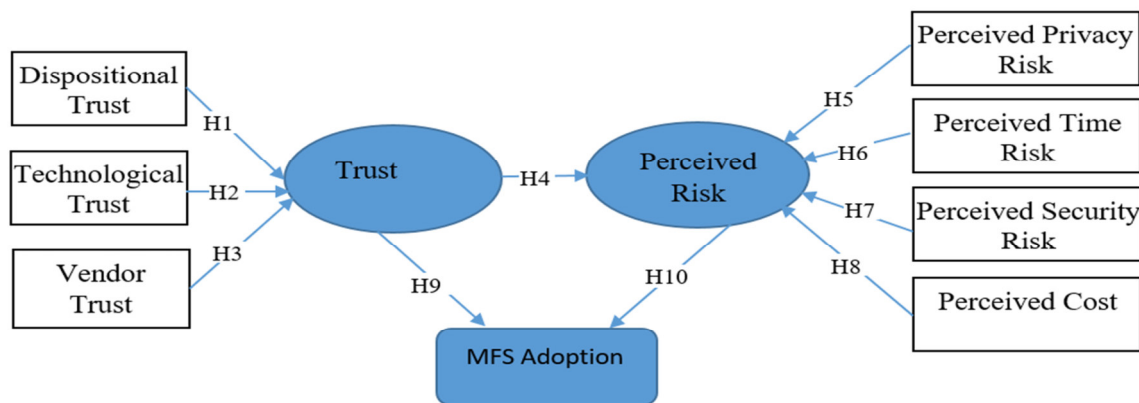 Dispositional
Trust
H1
Technological
Trust
H2
Vendor
Trust
H3
Trust
H4
Perceived
Risk
Perceived Privacy
Risk
H5
Perceived Time
Risk
H6
Perceived Security
Risk
H7
Perceived Cost
H8
H9
H10
MFS Adoption